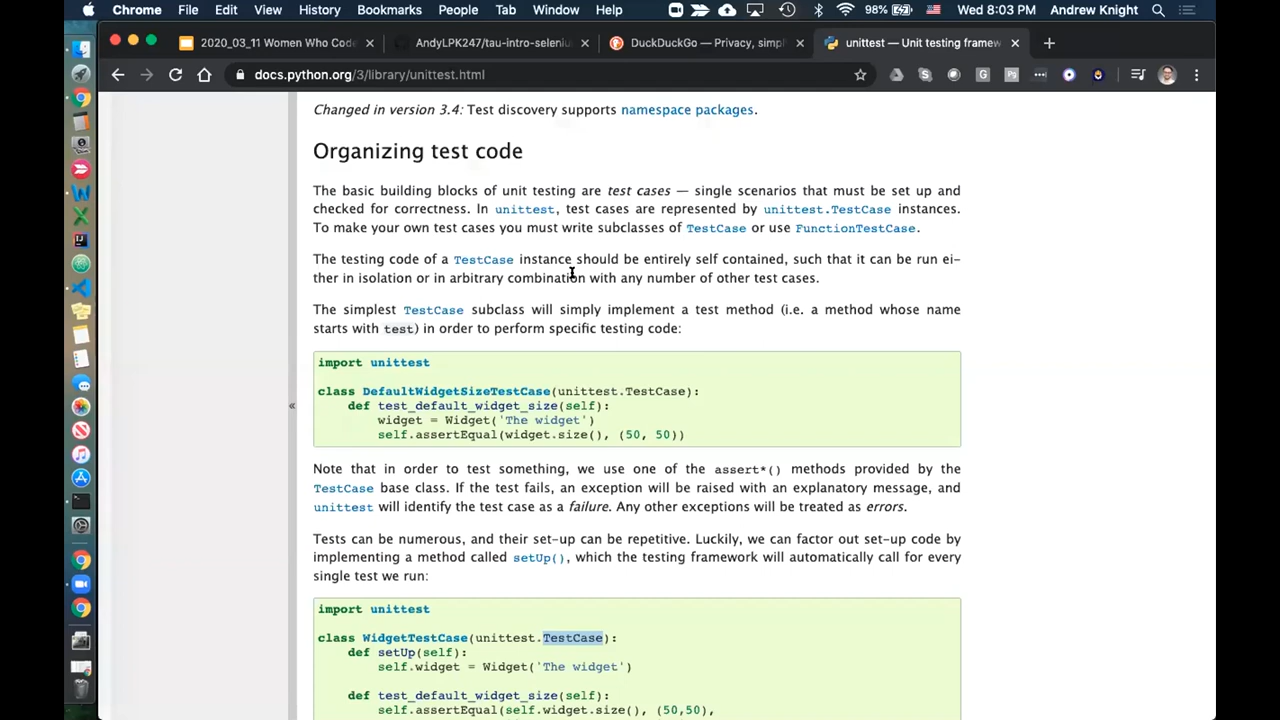 Chrome File Edit View History Bookmarks People Tab Window Help 98% Wed 8:03 PM Andrew Knight
2020_03_11 Women Who Code
AndyLPK247/tau-intro-seleniu
DuckDuckGo — Privacy, simpl
unittest — Unit testing framew
docs.python.org/3/library/unittest.html
Changed in version 3.4: Test discovery supports namespace packages.
Organizing test code
The basic building blocks of unit testing are test cases — single scenarios that must be set up and
checked for correctness. In unittest, test cases are represented by unittest.TestCase instances.
To make your own test cases you must write subclasses of TestCase or use FunctionTestCase.
The testing code of a TestCase instance should be entirely self contained, such that it can be run ei-
ther in isolation or in arbitrary combination with any number of other test cases.
The simplest TestCase subclass will simply implement a test method (i.e. a method whose name
starts with test) in order to perform specific testing code:
import unittest
class DefaultWidgetSizeTestCase(unittest.TestCase):
def test_default_widget_size(self):
widget = Widget('The widget')
self.assertEqual(widget.size(), (50, 50))
«
Note that in order to test something, we use one of the assert*() methods provided by the
TestCase base class. If the test fails, an exception will be raised with an explanatory message, and
unittest will identify the test case as a failure. Any other exceptions will be treated as errors.
Tests can be numerous, and their set-up can be repetitive. Luckily, we can factor out set-up code by
implementing a method called setUp(), which the testing framework will automatically call for every
single test we run:
import unittest
class WidgetTestCase(unittest.TestCase):
def setUp(self):
self.widget = Widget('The widget')
def test_default_widget_size(self):
self.assertEqual(self.widget.size(), (50,50),